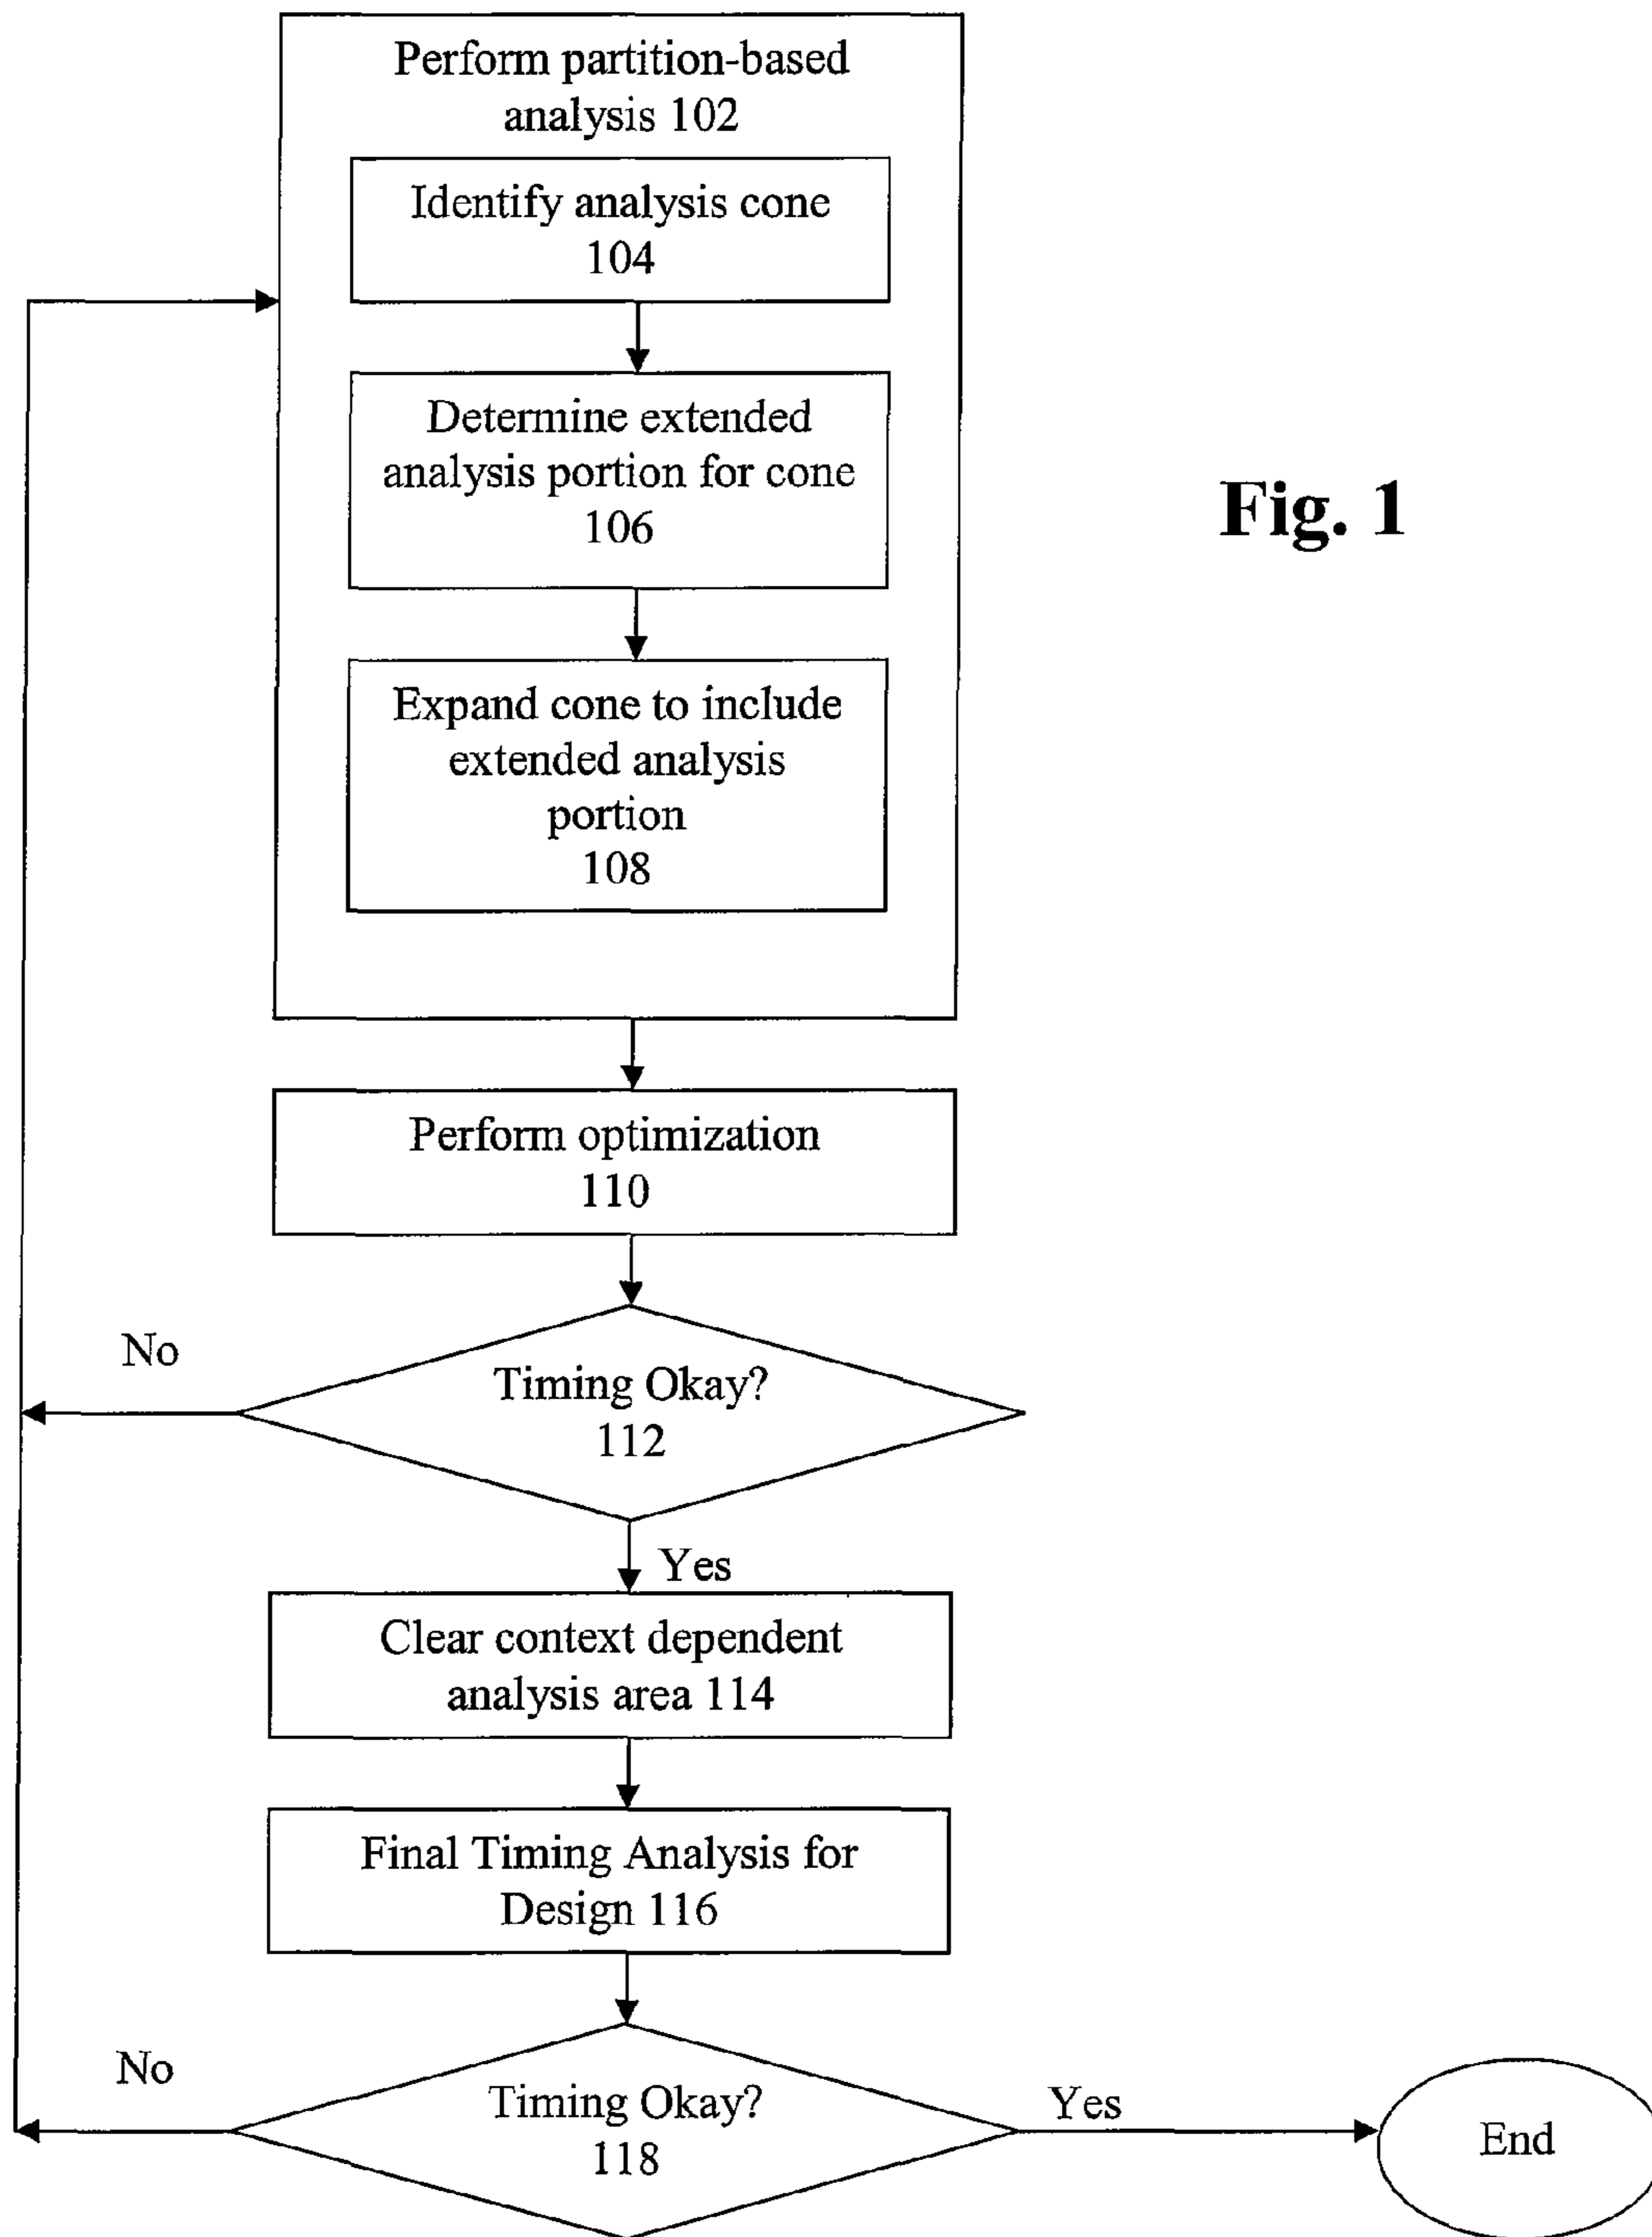 Perform partition-based
analysis 102
Identify analysis cone
104
Determine extended
analysis portion for cone
106
Fig. 1
Expand cone to include
extended analysis
portion
108
Perform optimization
110
No
Timing Okay?
112
Yes
Clear context dependent
analysis area 114
Final Timing Analysis for
Design 116
No
Timing Okay?
118
Yes
End